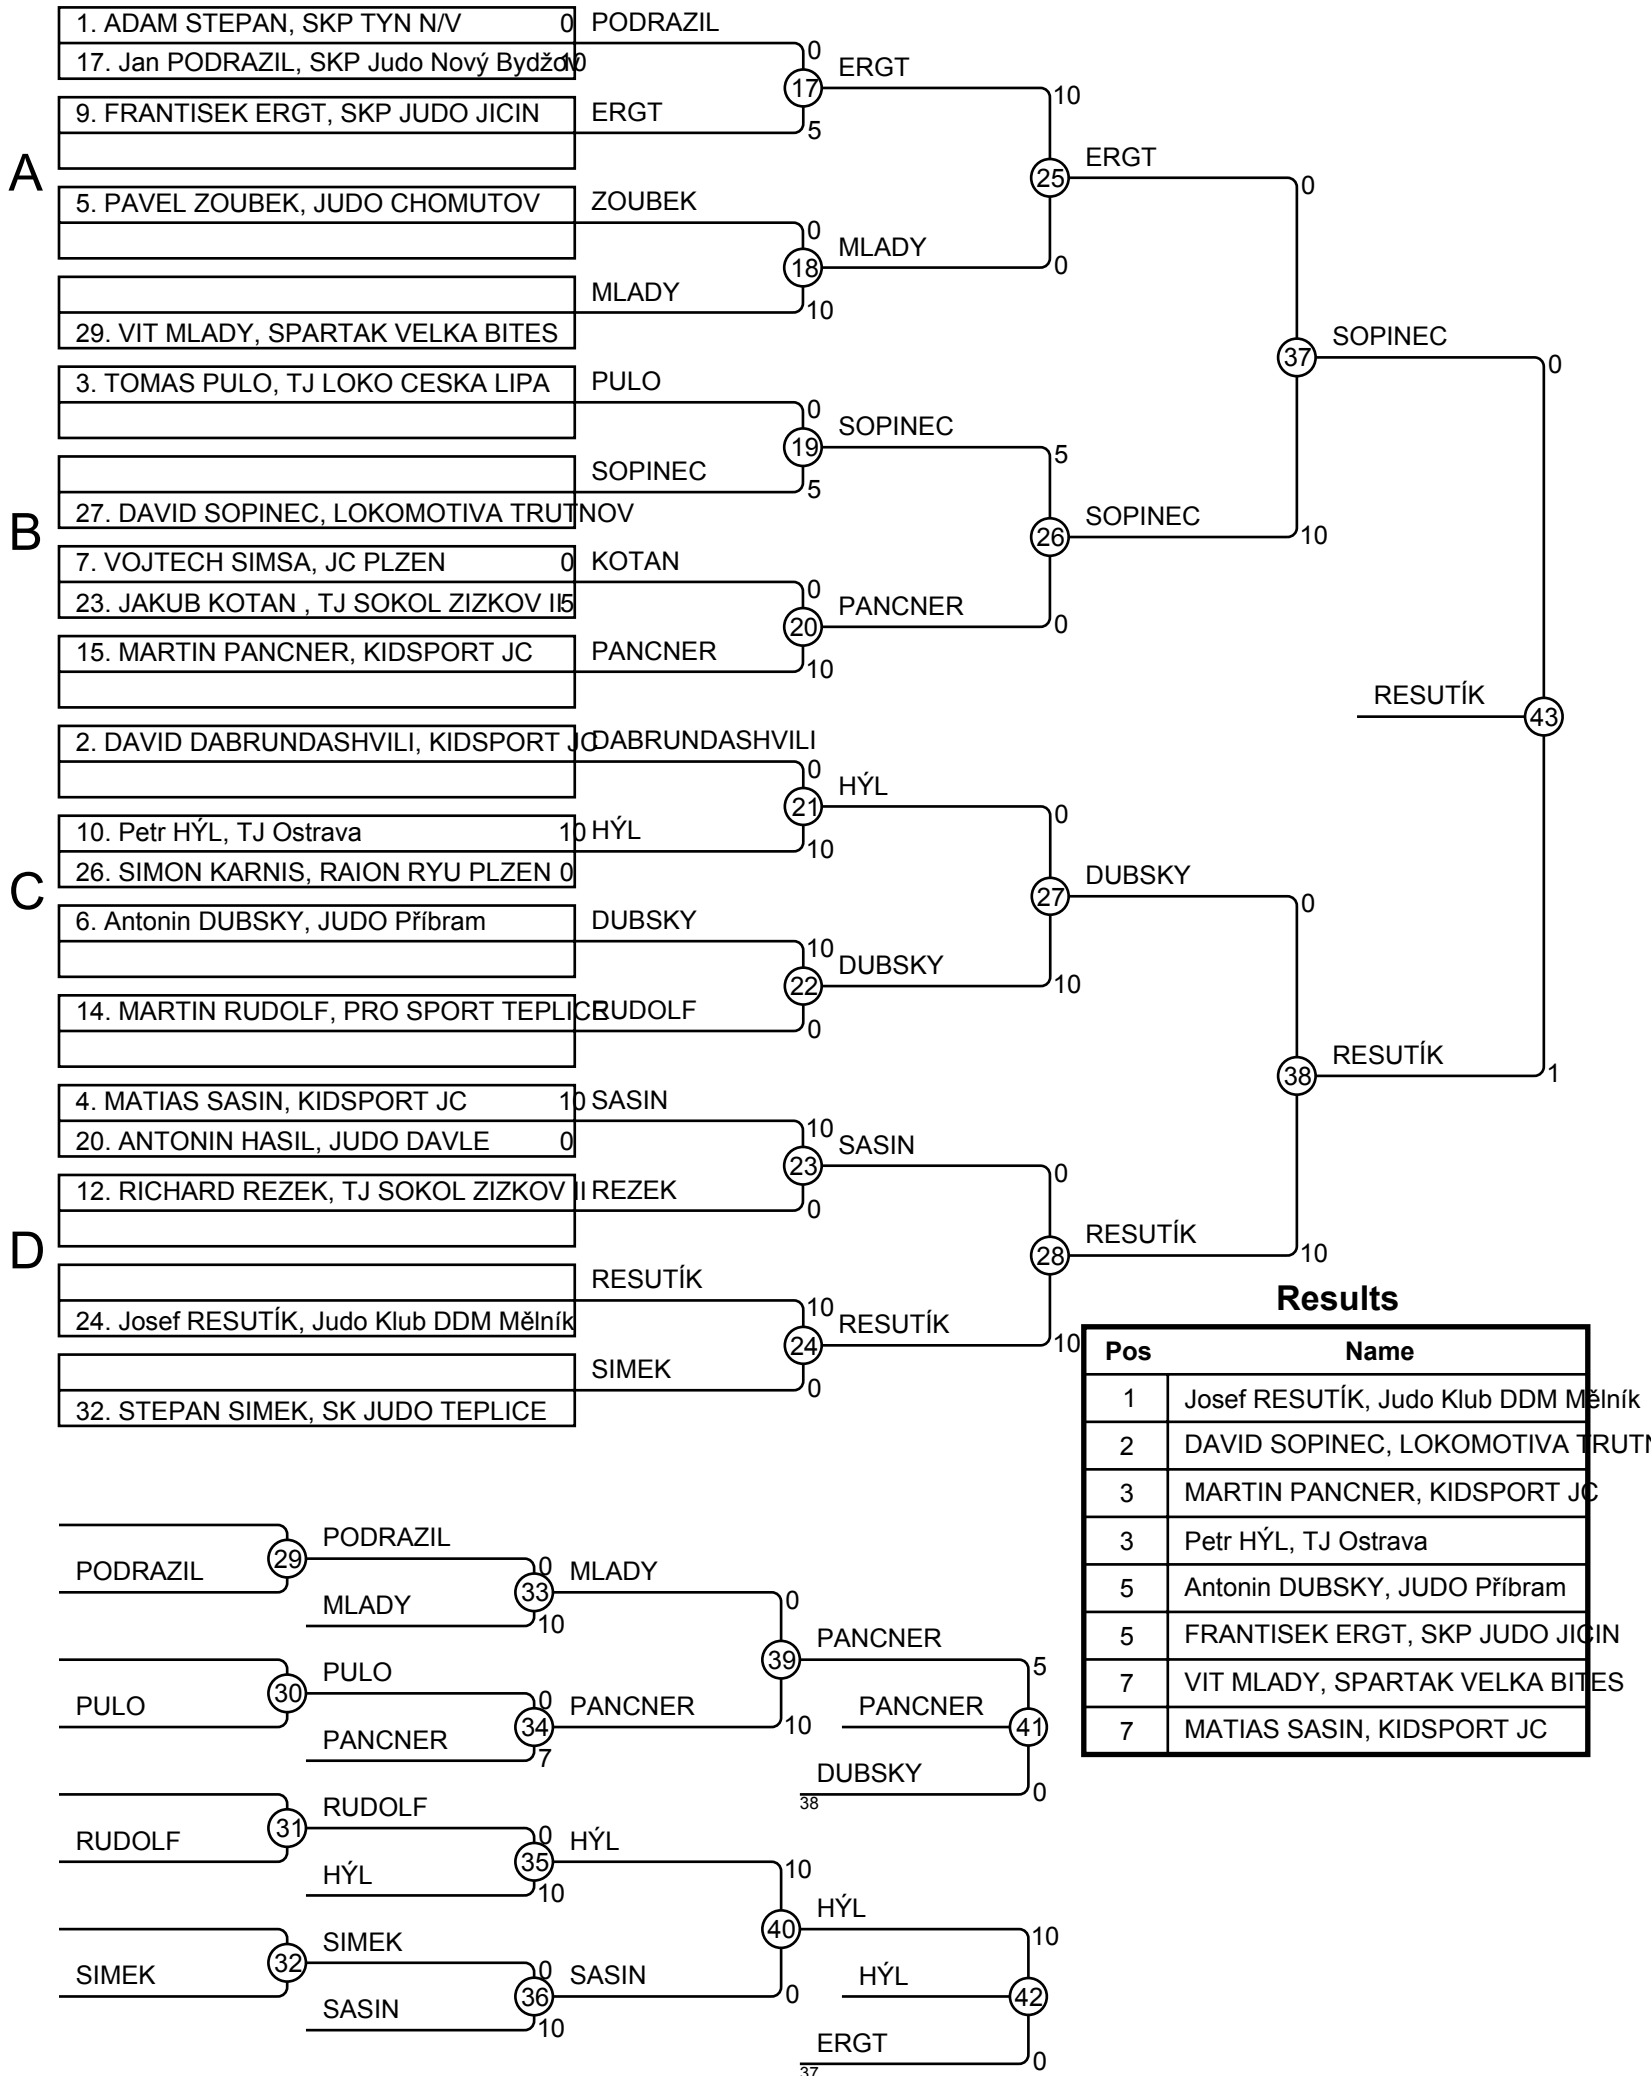 1. ADAM STEPAN, SKP TYN N/V 0 PODRAZIL
17. Jan PODRAZIL, SKP Judo Nový Bydžov 10
0
17 ERGT
9. FRANTISEK ERGT, SKP JUDO JICIN ERGT
5
10
A
25 ERGT
0
5. PAVEL ZOUBEK, JUDO CHOMUTOV ZOUBEK
0
18 MLADY
0
MLADY
10
29. VIT MLADY, SPARTAK VELKA BITES
37 SOPINEC
0
3. TOMAS PULO, TJ LOKO CESKA LIPA PULO
0
19 SOPINEC
5
SOPINEC
5
27. DAVID SOPINEC, LOKOMOTIVA TRUTNOV
B
26 SOPINEC
10
7. VOJTECH SIMSA, JC PLZEN 0 KOTAN
23. JAKUB KOTAN , TJ SOKOL ZIZKOV II 5
0
20 PANCNER
0
15. MARTIN PANCNER, KIDSPORT JC PANCNER
10
RESUTÍK 43
2. DAVID DABRUNDASHVILI, KIDSPORT JC DABRUNDASHVILI
0
21 HÝL
0
10. Petr HÝL, TJ Ostrava 10 HÝL
10
26. SIMON KARNIS, RAION RYU PLZEN 0
C
27 DUBSKY
0
6. Antonin DUBSKY, JUDO Příbram DUBSKY
10
22 DUBSKY
10
14. MARTIN RUDOLF, PRO SPORT TEPLICE RUDOLF
0
38 RESUTÍK
1
4. MATIAS SASIN, KIDSPORT JC 10 SASIN
20. ANTONIN HASIL, JUDO DAVLE 0
10
23 SASIN
0
12. RICHARD REZEK, TJ SOKOL ZIZKOV II REZEK
0
D
28 RESUTÍK
10
RESUTÍK
24. Josef RESUTÍK, Judo Klub DDM Mělník
10
24 RESUTÍK
10
SIMEK
0
32. STEPAN SIMEK, SK JUDO TEPLICE
Results
Pos Name
1 Josef RESUTÍK, Judo Klub DDM Mělník
2 DAVID SOPINEC, LOKOMOTIVA TRUTN
3 MARTIN PANCNER, KIDSPORT JC
3 Petr HÝL, TJ Ostrava
5 Antonin DUBSKY, JUDO Příbram
5 FRANTISEK ERGT, SKP JUDO JICIN
7 VIT MLADY, SPARTAK VELKA BITES
7 MATIAS SASIN, KIDSPORT JC
PODRAZIL 29 PODRAZIL
0
33 MLADY
0
MLADY
10
39 PANCNER
5
PULO 30 PULO
0
34 PANCNER
10
PANCNER
7
PANCNER 41
DUBSKY
38
0
RUDOLF 31 RUDOLF
0
35 HÝL
10
HÝL
10
40 HÝL
10
SIMEK 32 SIMEK
0
36 SASIN
0
SASIN
10
HÝL 42
ERGT
37
0